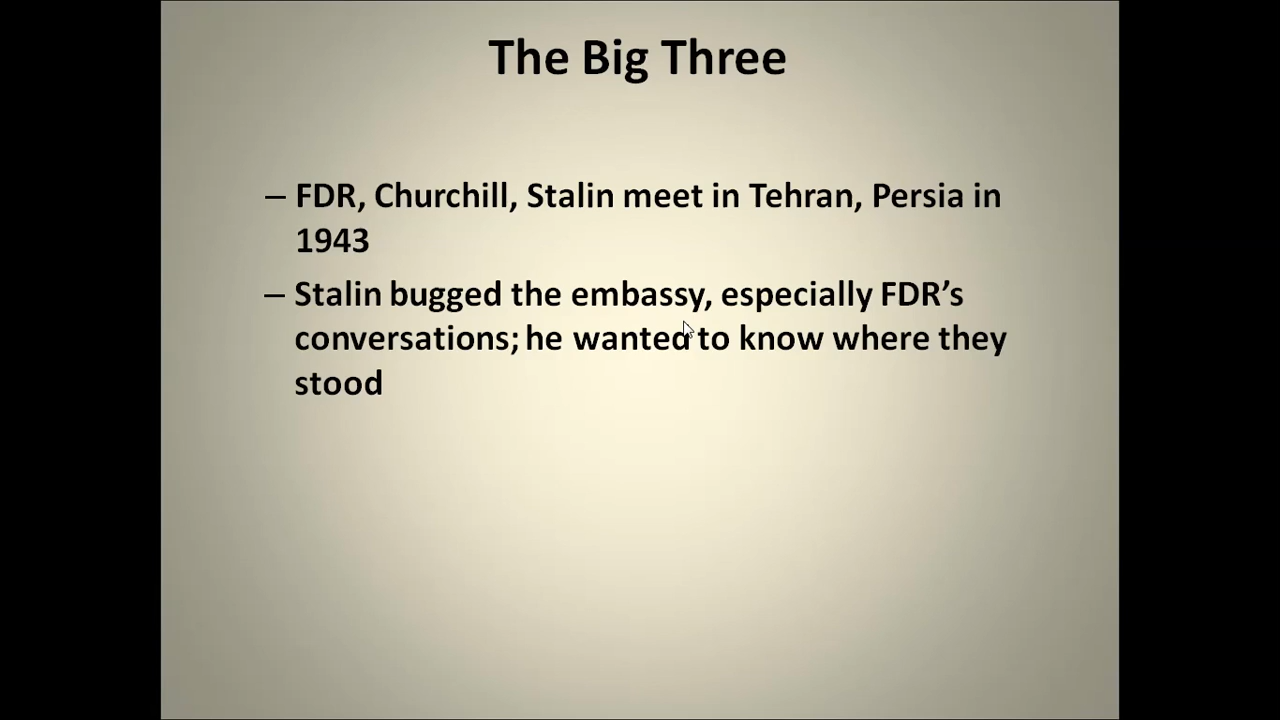 The Big Three
– FDR, Churchill, Stalin meet in Tehran, Persia in
1943
– Stalin bugged the embassy, especially FDR’s
conversations; he wanted to know where they
stood